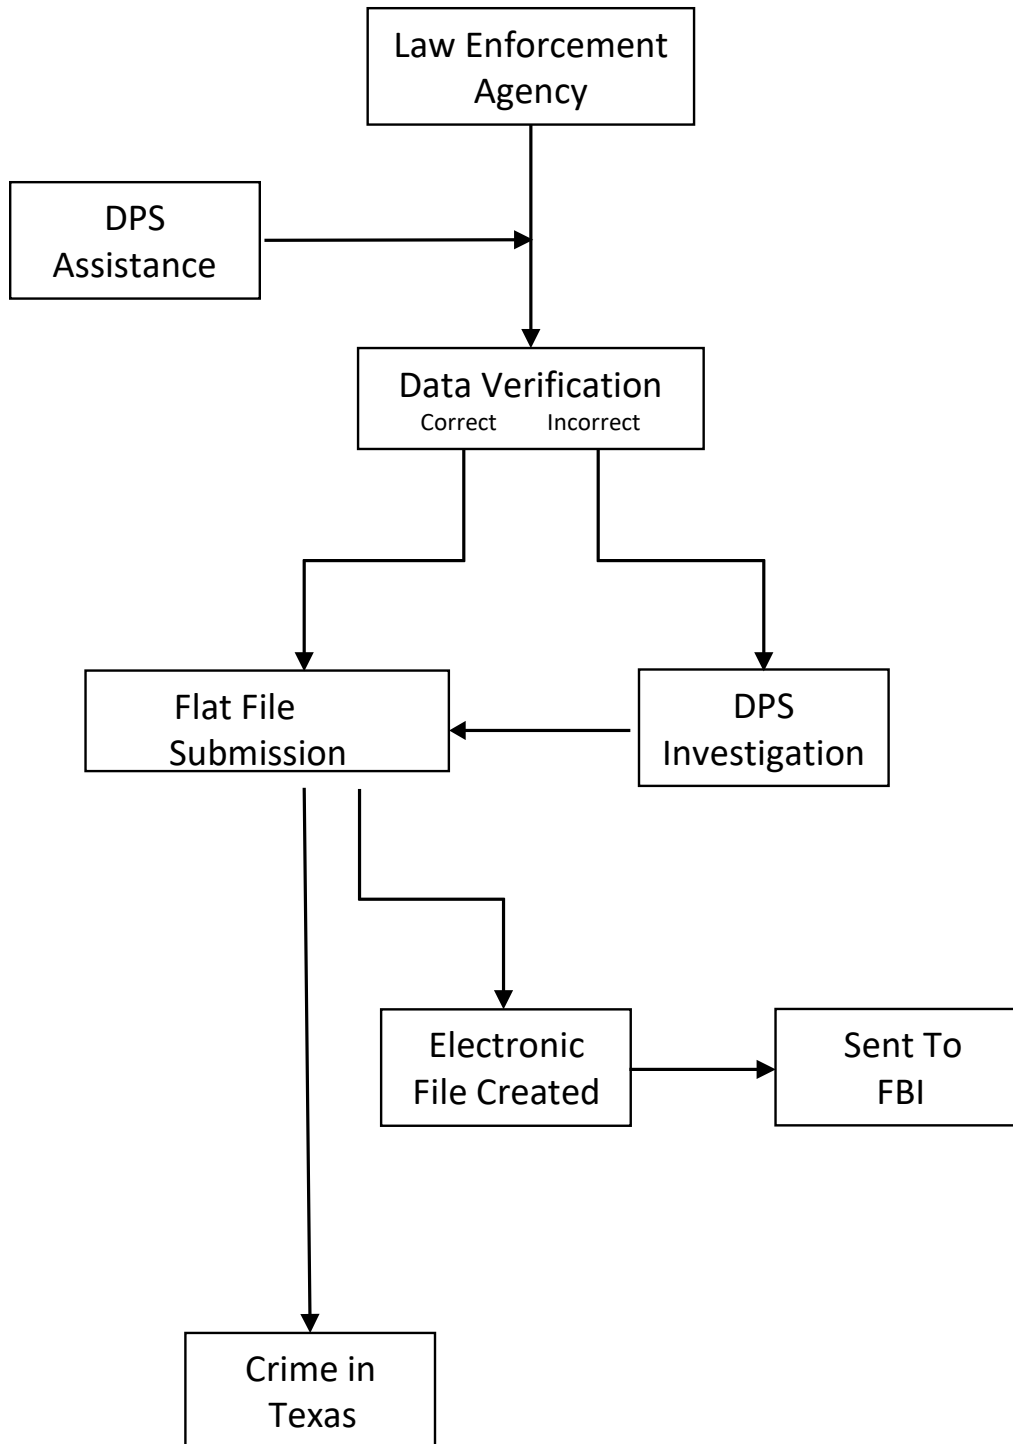 Law Enforcement
Agency
DPS
Assistance
Data Verification
Correct Incorrect
Flat File
Submission
DPS
Investigation
Electronic
File Created
Sent To
FBI
Crime in
Texas